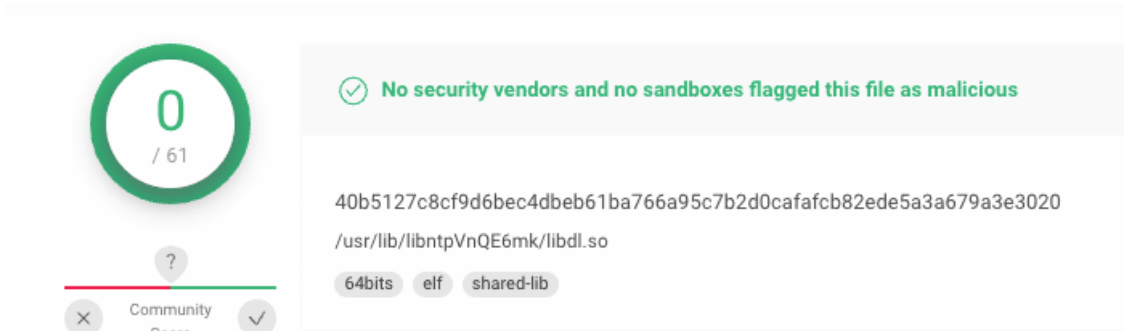 0
/ 61
No security vendors and no sandboxes flagged this file as malicious
40b5127c8cf9d6bec4dbeb61ba766a95c7b2d0cafafcb82ede5a3a679a3e3020
/usr/lib/libntpVnQE6mk/libdl.so
64bits elf shared-lib
?
Community